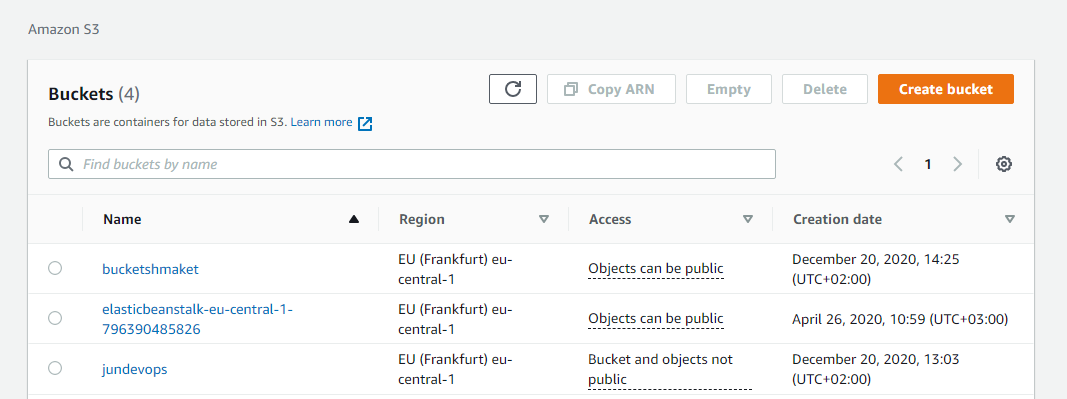 Amazon S3
Buckets (4)
Copy ARN
Empty
Delete
Create bucket
Buckets are containers for data stored in S3. Learn more
Find buckets by name
1
Name
Region
Access
Creation date
bucketshmaket
EU (Frankfurt) eu-
central-1
Objects can be public
December 20, 2020, 14:25
(UTC+02:00)
elasticbeanstalk-eu-central-1-
796390485826
EU (Frankfurt) eu-
central-1
Objects can be public
April 26, 2020, 10:59 (UTC+03:00)
jundevops
EU (Frankfurt) eu-
central-1
Bucket and objects not
public
December 20, 2020, 13:03
(UTC+02:00)